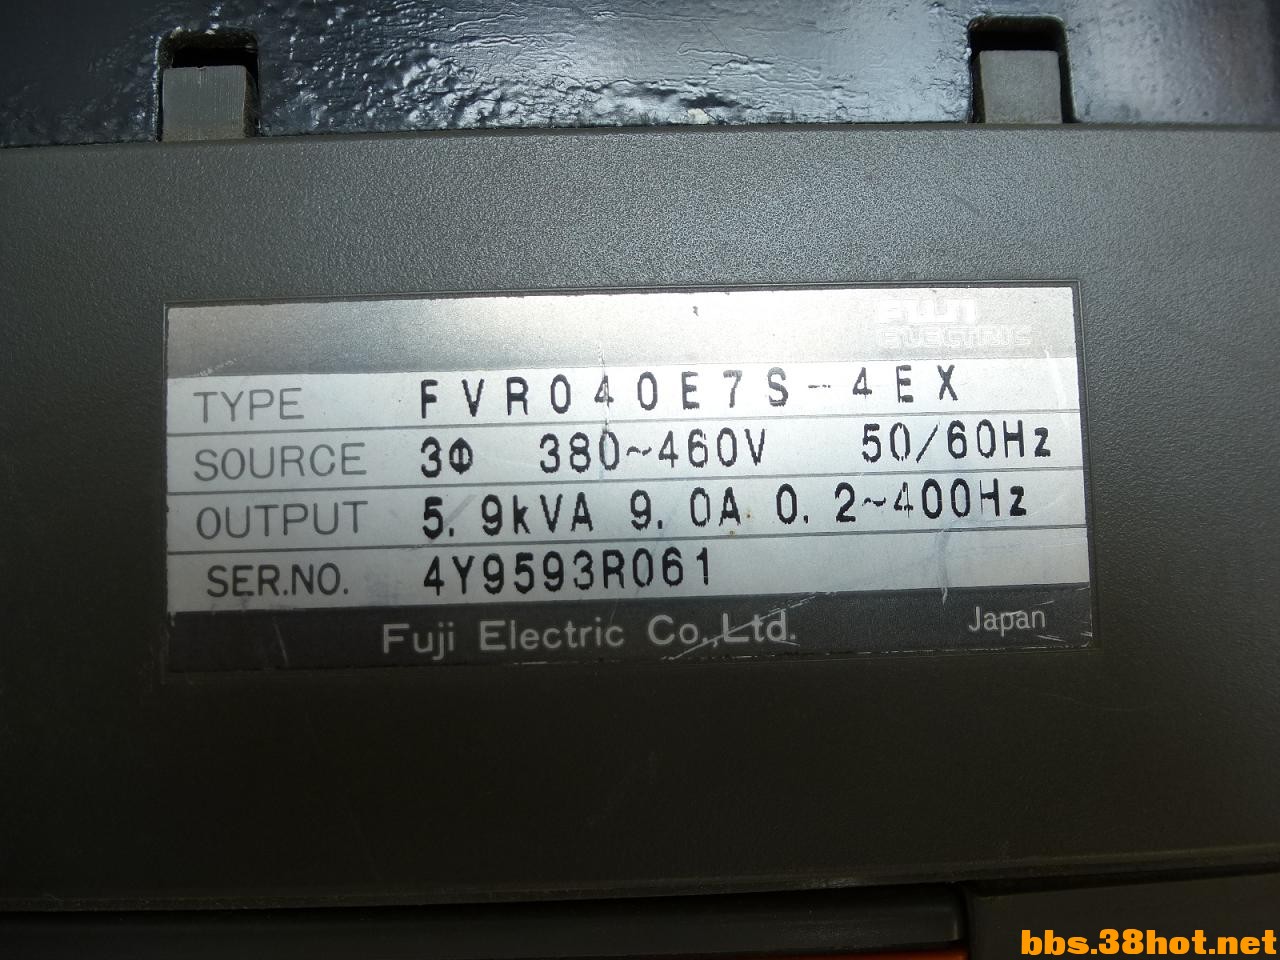 FUJI
ELECTRIC
TYPE FVR040E7S-4EX
SOURCE 3Φ 380~460V 50/60Hz
OUTPUT 5.9kVA 9.0A 0.2~400Hz
SER.NO. 4Y9593R061
Fuji Electric Co.,Ltd. Japan
bbs.38hot.net